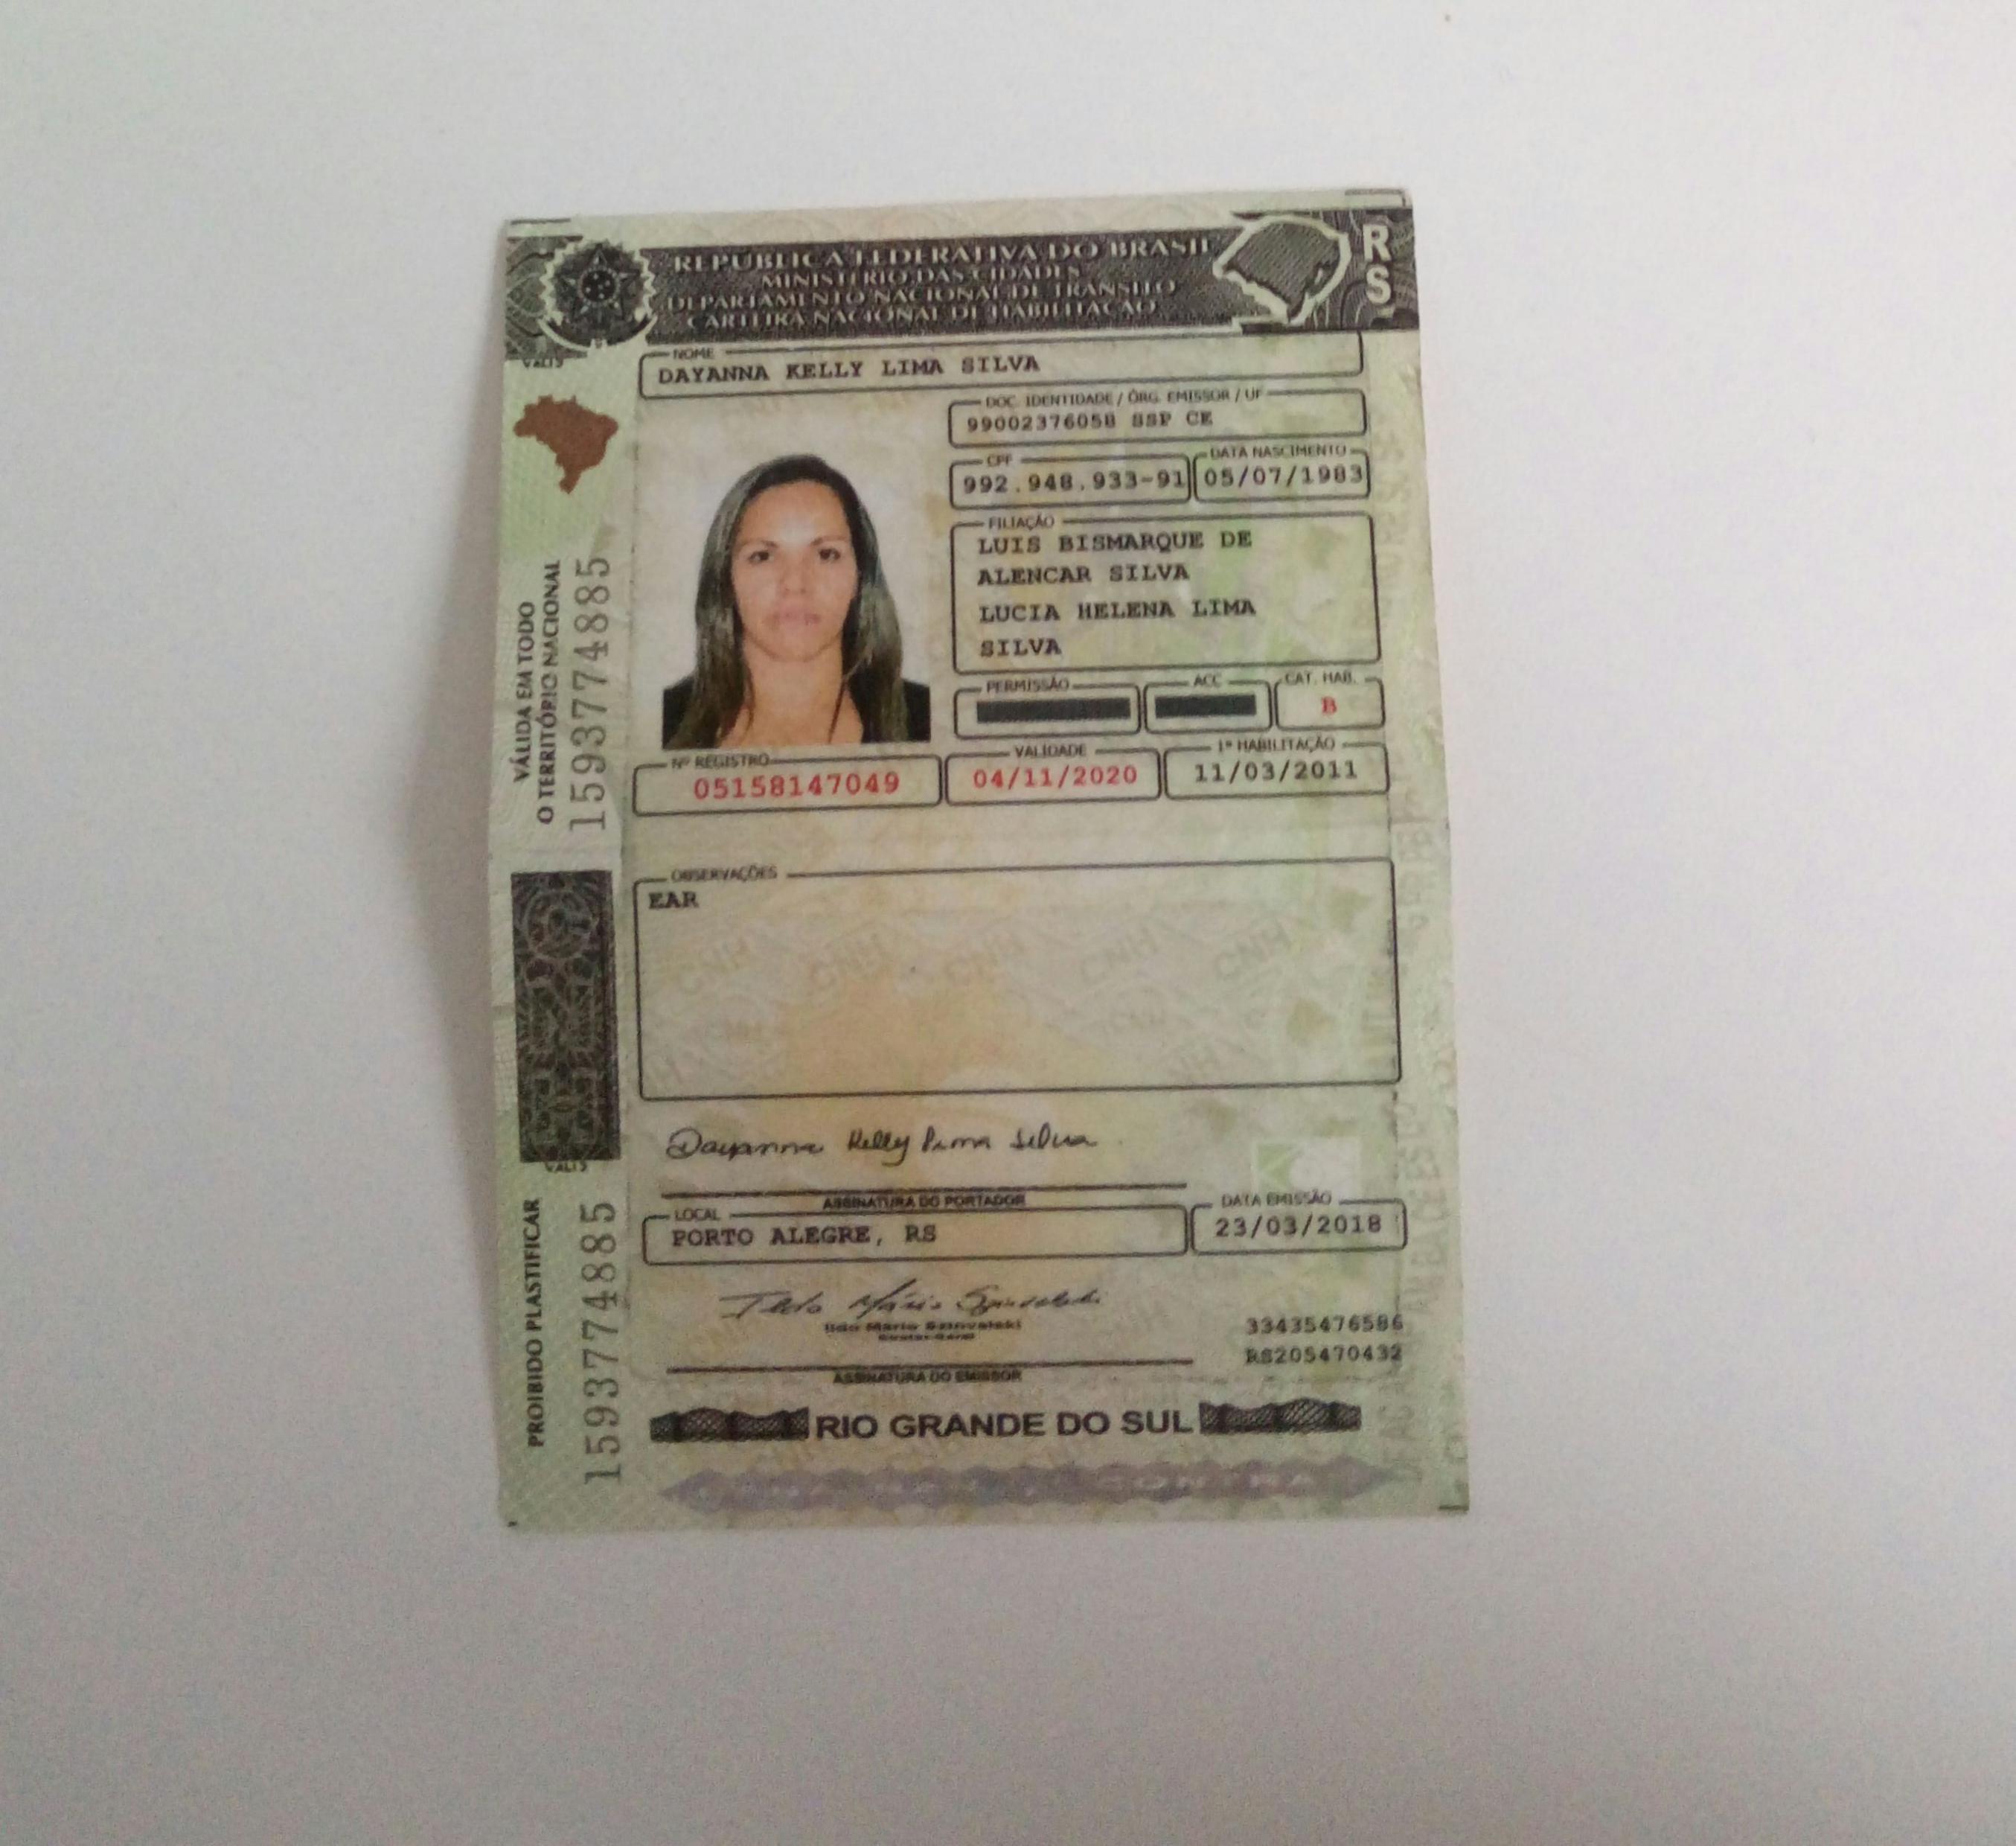 REPÚBLICA FEDERATIVA DO BRASIL
MINISTÉRIO DAS CIDADES
DEPARTAMENTO NACIONAL DE TRÂNSITO
CARTEIRA NACIONAL DE HABILITAÇÃO
RS
NOME
DAYANNA KELLY LIMA SILVA
DOC. IDENTIDADE / ÓRG. EMISSOR / UF
99002376058 SSP CE
CPF
992.948.933-91
DATA NASCIMENTO
05/07/1983
FILIAÇÃO
LUIS BISMARQUE DE
ALENCAR SILVA
LUCIA HELENA LIMA
SILVA
PERMISSÃO
ACC
CAT. HAB.
B
Nº REGISTRO
05158147049
VALIDADE
04/11/2020
1ª HABILITAÇÃO
11/03/2011
VÁLIDA EM TODO
O TERRITÓRIO NACIONAL
1593774885
OBSERVAÇÕES
EAR
Dayanna Kelly Lima Silva
ASSINATURA DO PORTADOR
LOCAL
PORTO ALEGRE, RS
DATA EMISSÃO
23/03/2018
PROIBIDO PLASTIFICAR
1593774885
Ildo Mário Szinvelski
Diretor-Geral
33435476586
RS205470432
ASSINATURA DO EMISSOR
RIO GRANDE DO SUL